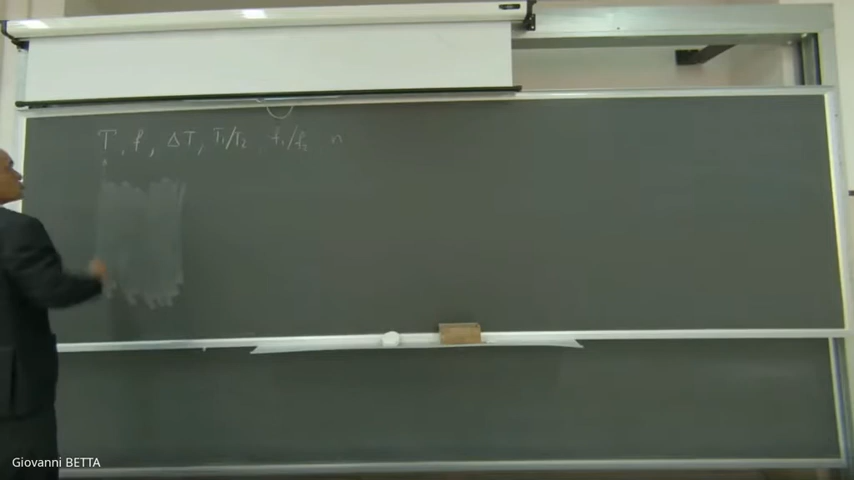 T, f, ΔT, T₁/T₂, f₁/f₂ n
Giovanni BETTA